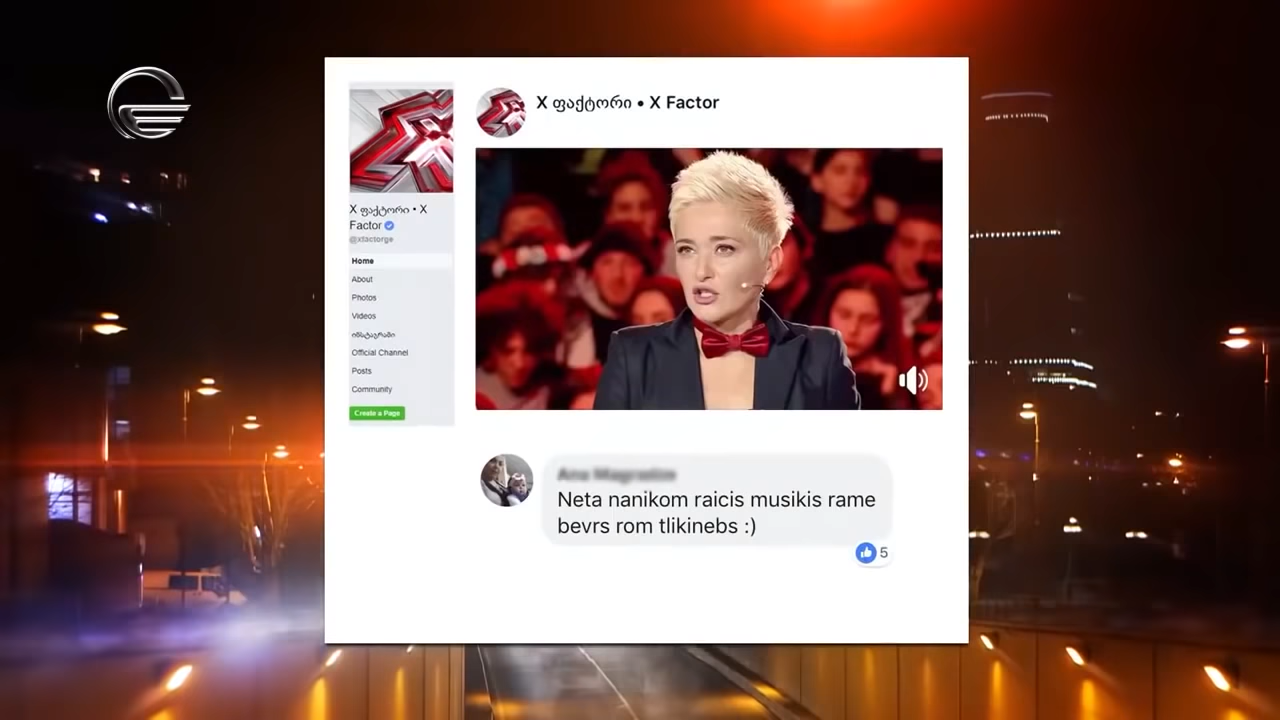 X ფაქტორი • X Factor
X ფაქტორი • X
Factor
@xfactorge
Home
About
Photos
Videos
ინსტაგრამი
Official Channel
Posts
Community
Create a Page
Neta nanikom raicis musikis rame
bevrs rom tlikinebs :)
5